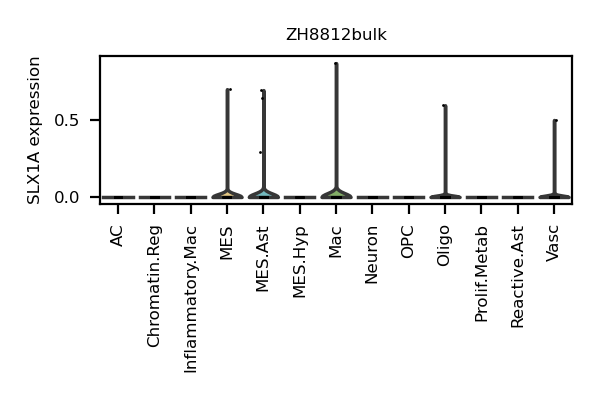 ZH8812bulk
SLX1A expression
0.5
0.0
AC
Chromatin.Reg
Inflammatory.Mac
MES
MES.Ast
MES.Hyp
Mac
Neuron
OPC
Oligo
Prolif.Metab
Reactive.Ast
Vasc